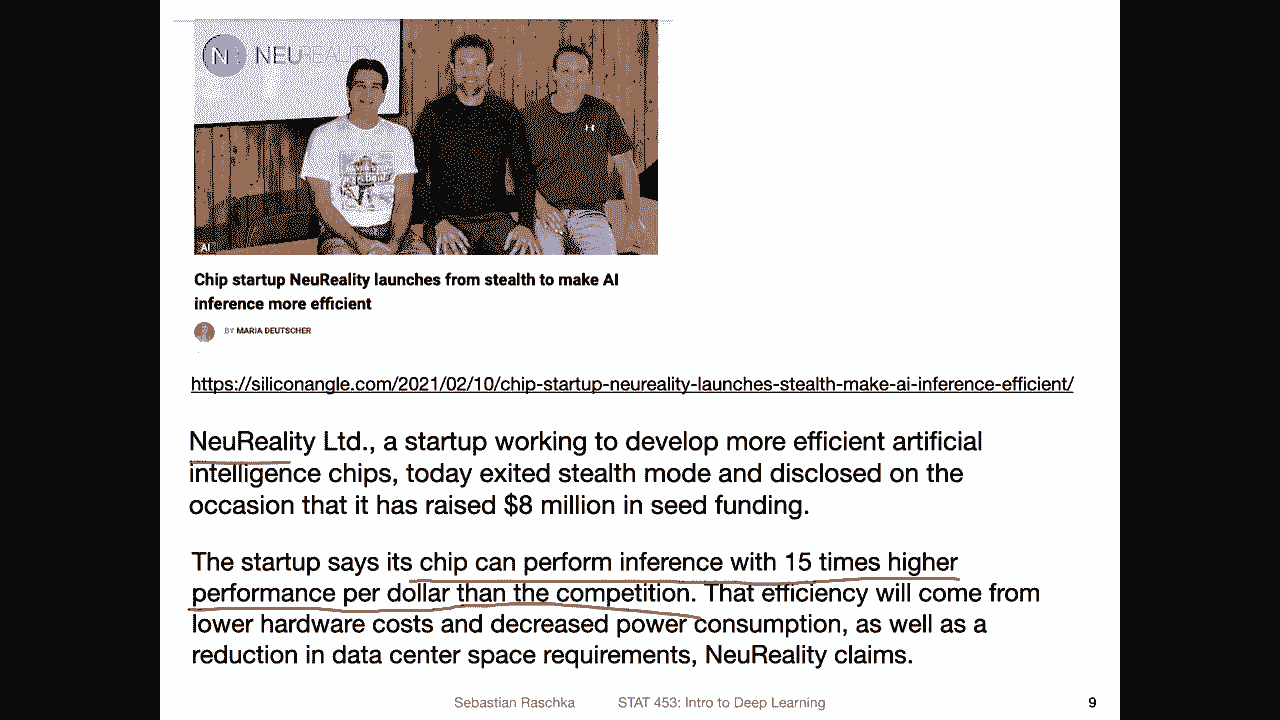 NEUREALITY
AI
Chip startup NeuReality launches from stealth to make AI
inference more efficient
BY MARIA DEUTSCHER
https://siliconangle.com/2021/02/10/chip-startup-neureality-launches-stealth-make-ai-inference-efficient/
NeuReality Ltd., a startup working to develop more efficient artificial
intelligence chips, today exited stealth mode and disclosed on the
occasion that it has raised $8 million in seed funding.
The startup says its chip can perform inference with 15 times higher
performance per dollar than the competition. That efficiency will come from
lower hardware costs and decreased power consumption, as well as a
reduction in data center space requirements, NeuReality claims.
Sebastian Raschka STAT 453: Intro to Deep Learning 9